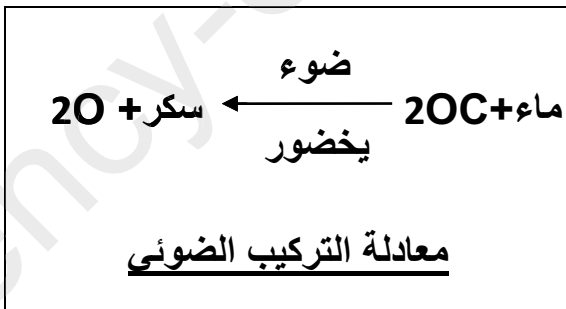 ضوء
ماء+2OC ← سكر+ 2O
يخضور
معادلة التركيب الضوئي